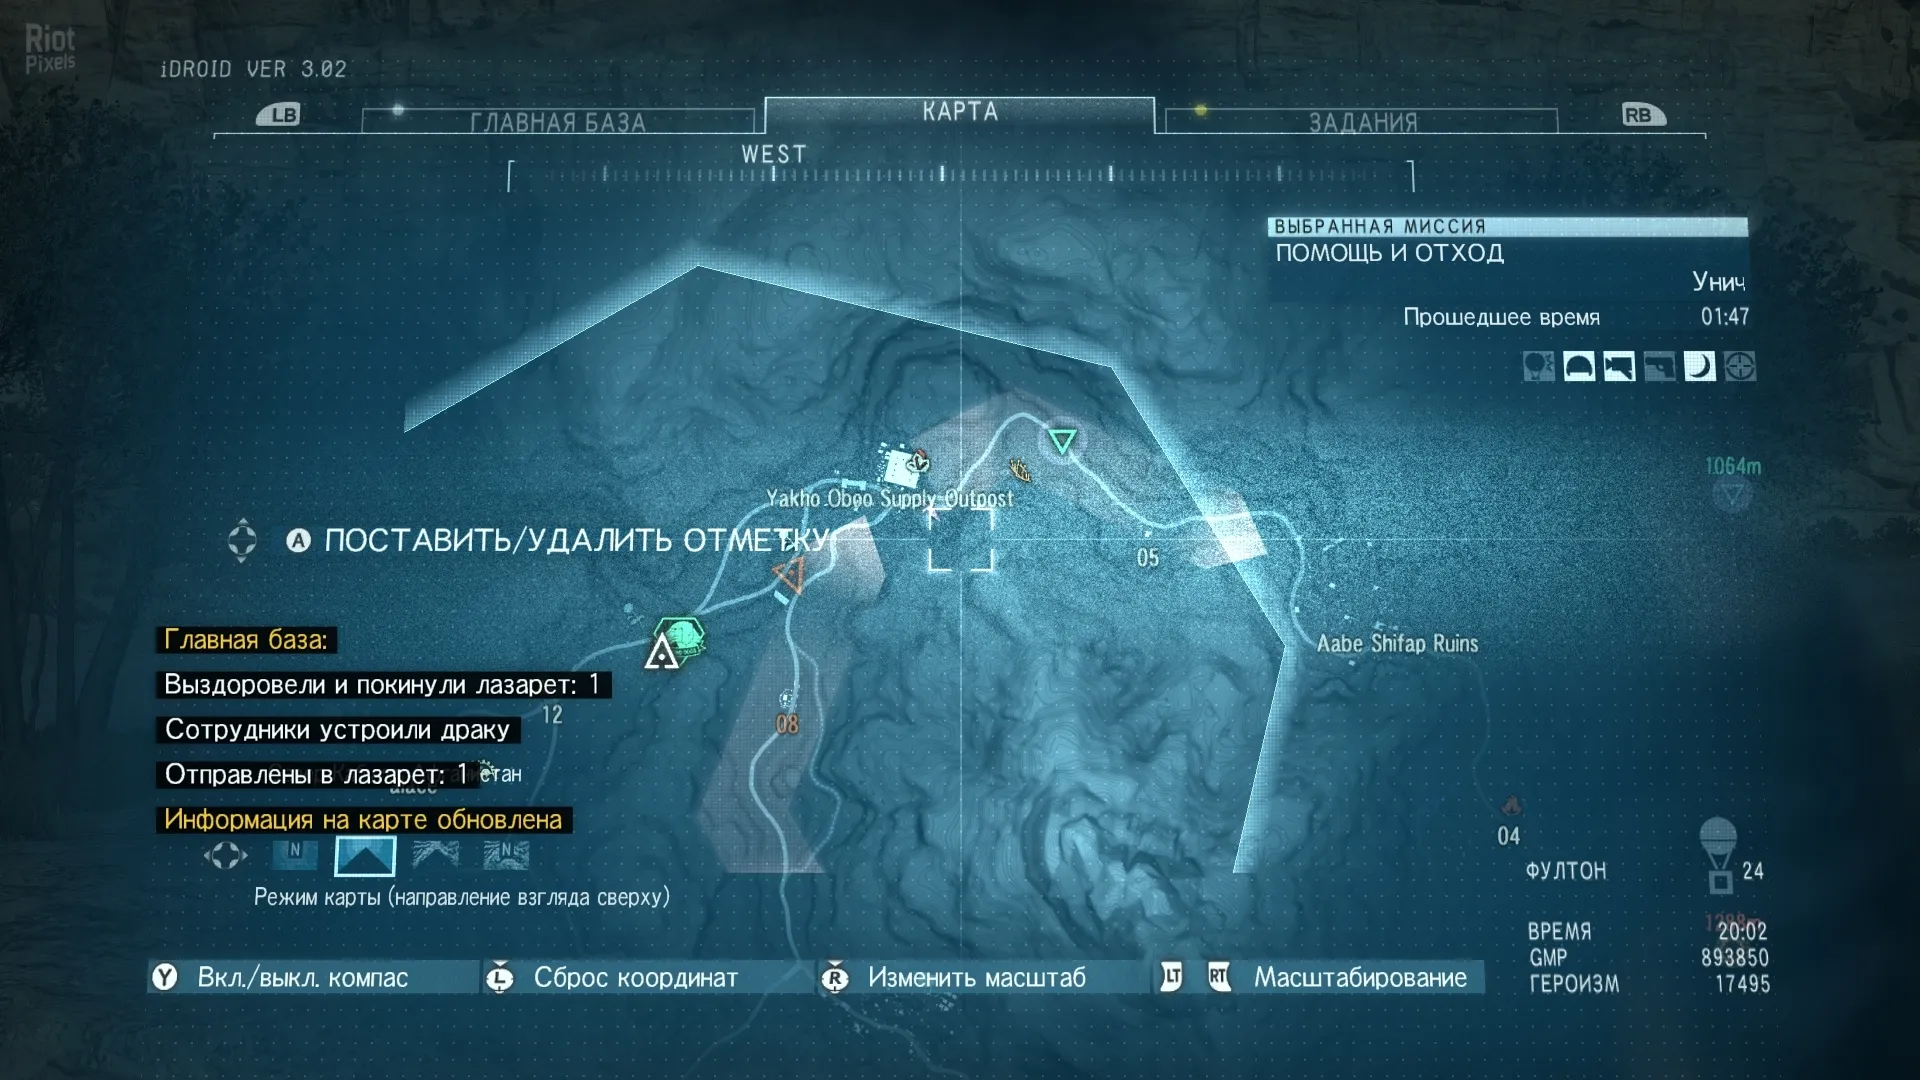 Riot
Pixels
iDROID VER 3.02
LB
ГЛАВНАЯ БАЗА
КАРТА
ЗАДАНИЯ
RB
WEST
ВЫБРАННАЯ МИССИЯ
ПОМОЩЬ И ОТХОД
Унич
Прошедшее время 01:47
1064m
Yakho Oboo Supply Outpost
A ПОСТАВИТЬ/УДАЛИТЬ ОТМЕТКУ
05
Главная база:
Aabe Shifap Ruins
Выздоровели и покинули лазарет: 1
12
08
Сотрудники устроили драку
Отправлены в лазарет: 1
Информация на карте обновлена
04
N
N
ФУЛТОН 24
Режим карты (направление взгляда сверху)
1288m
ВРЕМЯ 20:02
GMP 893850
ГЕРОИЗМ 17495
Y Вкл./выкл. компас
L Сброс координат
R Изменить масштаб
LT RT Масштабирование